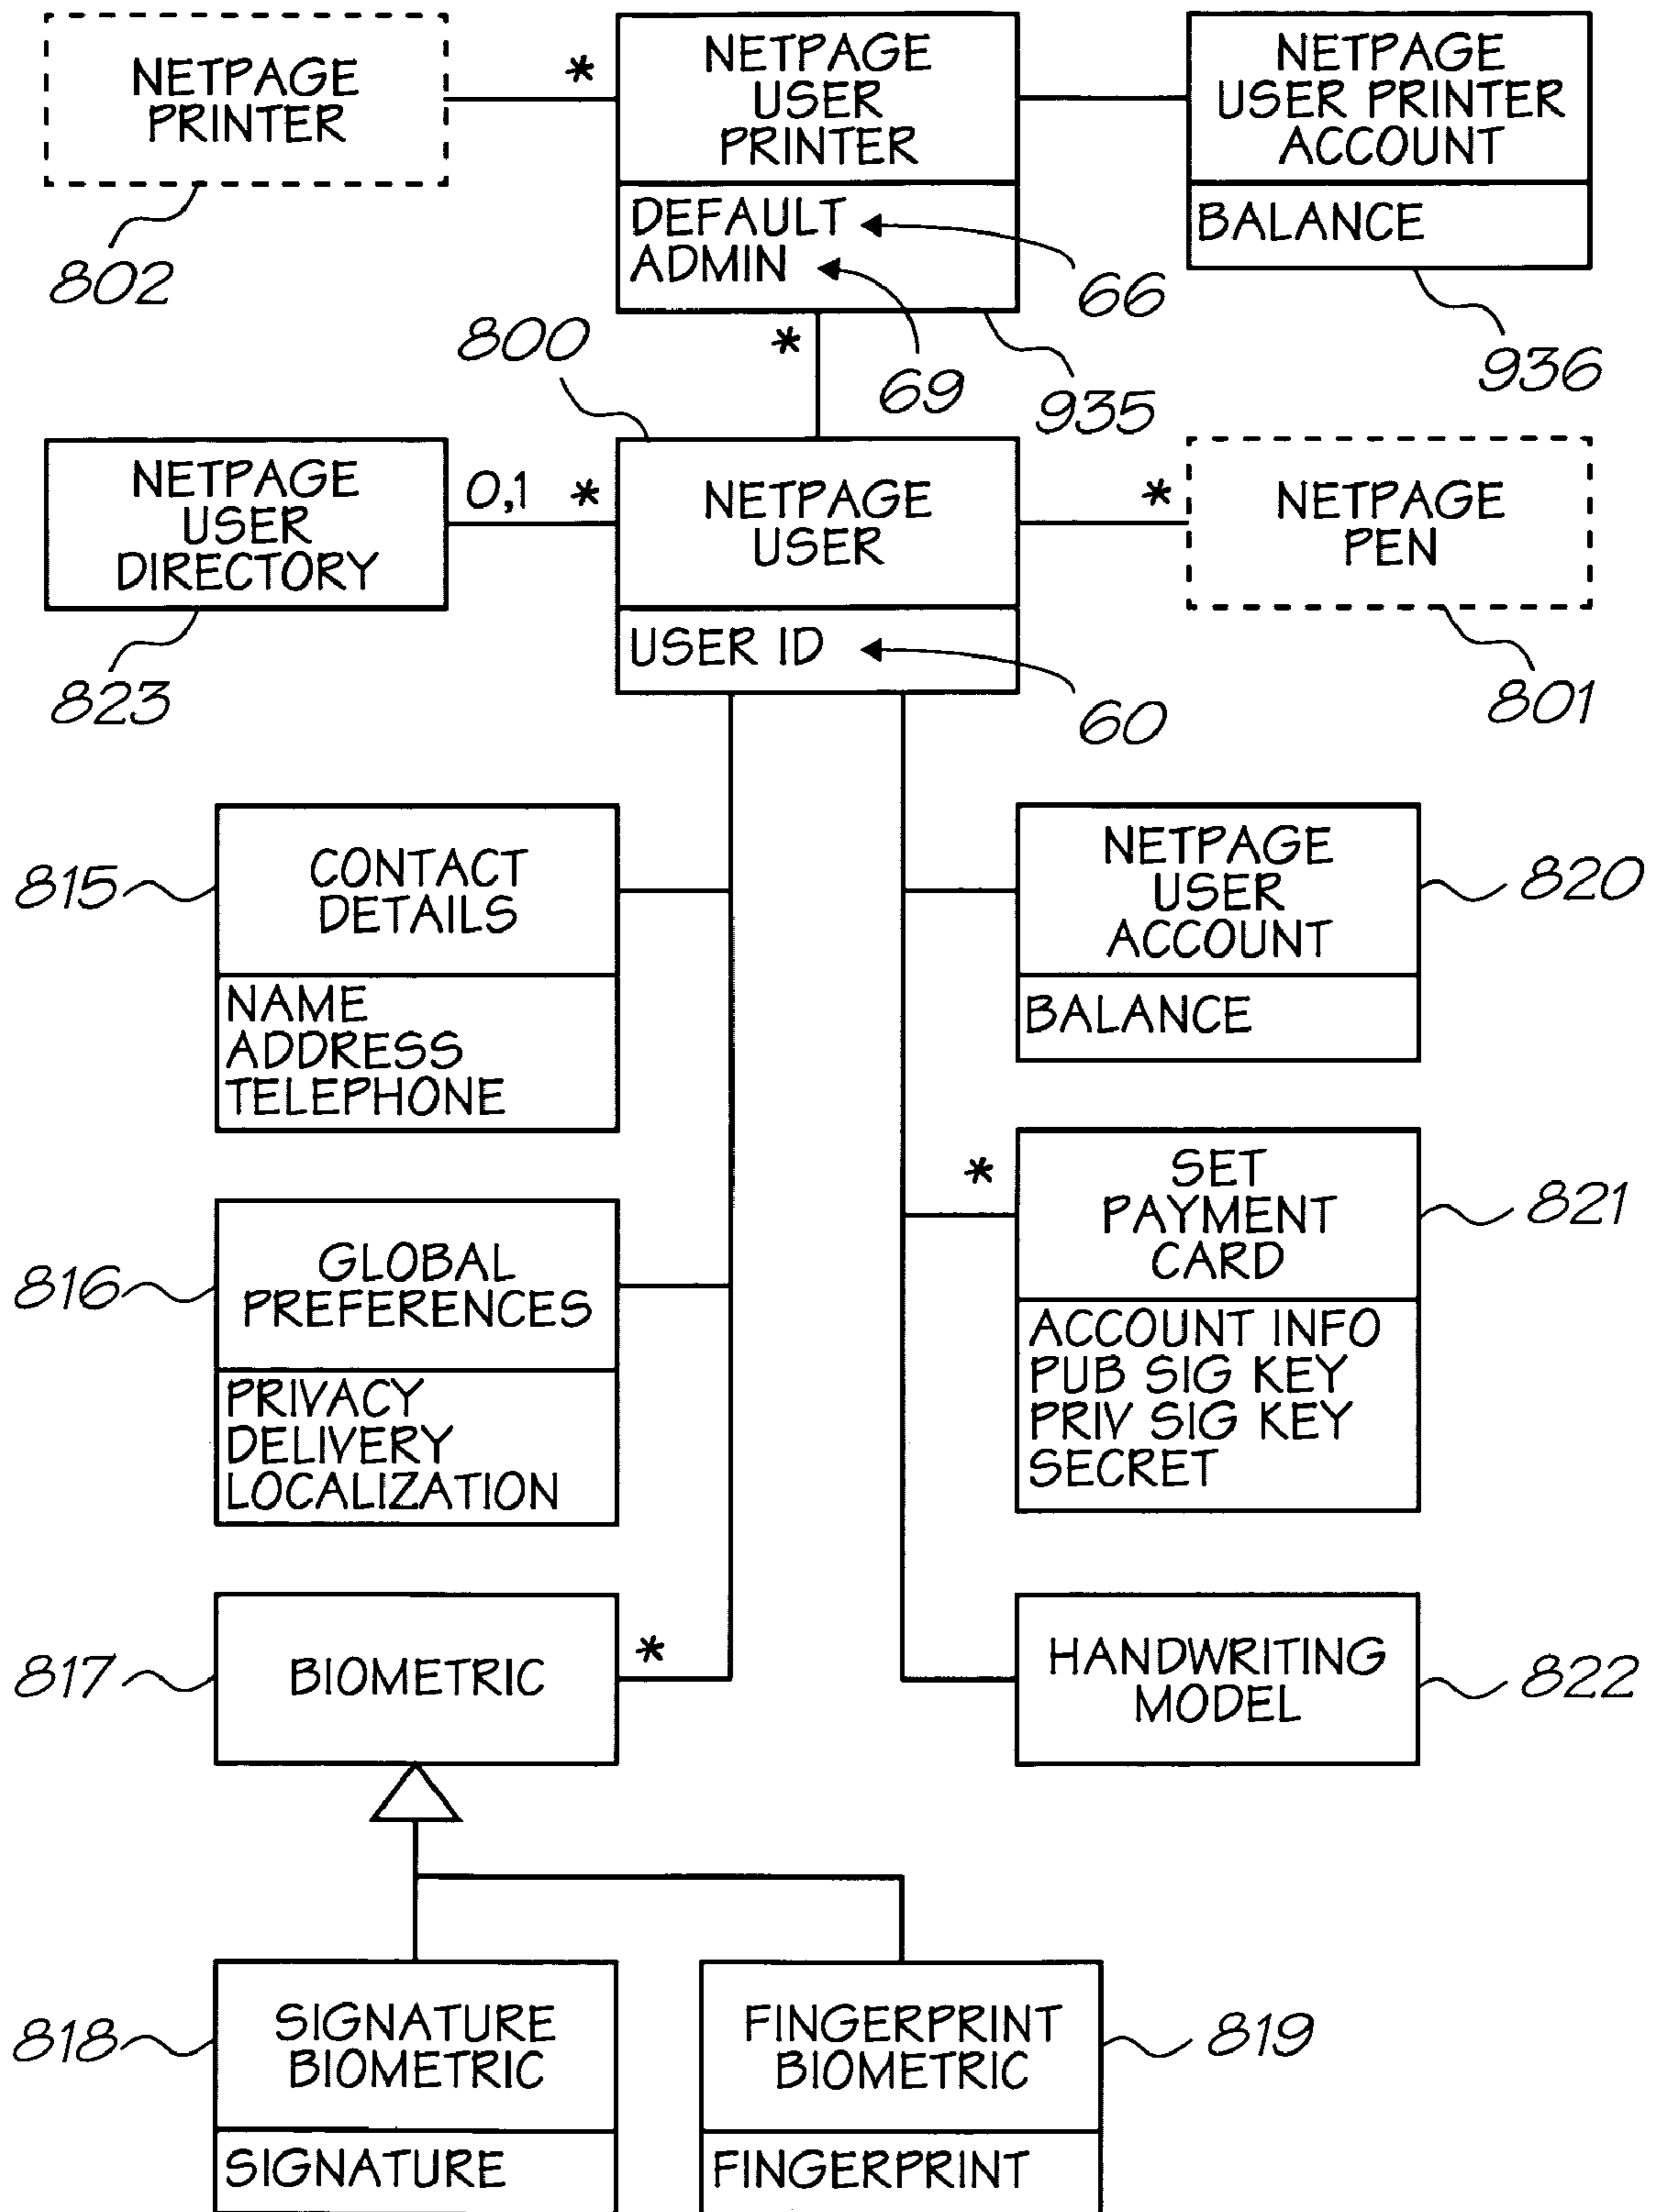 NETPAGE
PRINTER
802
*
NETPAGE
USER
PRINTER
DEFAULT
ADMIN
66
69
935
NETPAGE
USER PRINTER
ACCOUNT
BALANCE
936
*
800
NETPAGE
USER
DIRECTORY
823
0,1 *
NETPAGE
USER
USER ID
60
*
NETPAGE
PEN
801
815
CONTACT
DETAILS
NAME
ADDRESS
TELEPHONE
NETPAGE
USER
ACCOUNT
BALANCE
820
816
GLOBAL
PREFERENCES
PRIVACY
DELIVERY
LOCALIZATION
*
SET
PAYMENT
CARD
ACCOUNT INFO
PUB SIG KEY
PRIV SIG KEY
SECRET
821
817
BIOMETRIC
*
HANDWRITING
MODEL
822
818
SIGNATURE
BIOMETRIC
SIGNATURE
FINGERPRINT
BIOMETRIC
FINGERPRINT
819